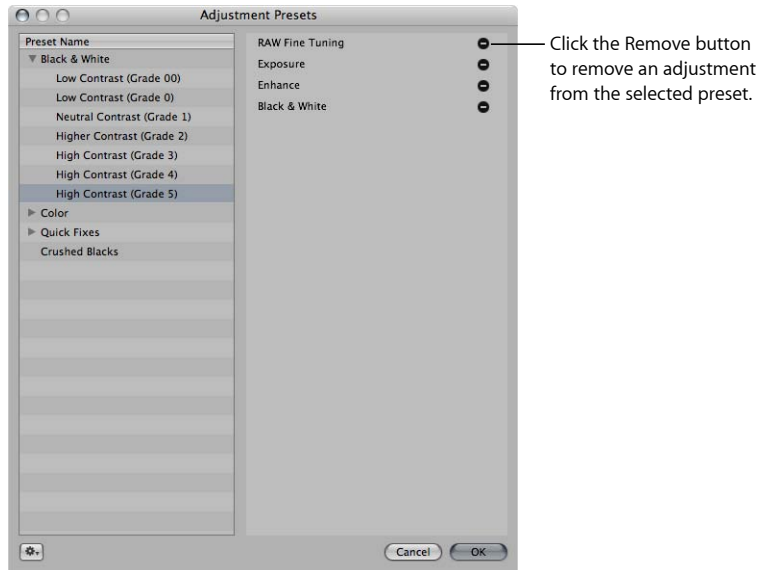 Adjustment Presets
Preset Name
Black & White
Low Contrast (Grade 00)
Low Contrast (Grade 0)
Neutral Contrast (Grade 1)
Higher Contrast (Grade 2)
High Contrast (Grade 3)
High Contrast (Grade 4)
High Contrast (Grade 5)
Color
Quick Fixes
Crushed Blacks
RAW Fine Tuning
Exposure
Enhance
Black & White
Click the Remove button
to remove an adjustment
from the selected preset.
Cancel
OK